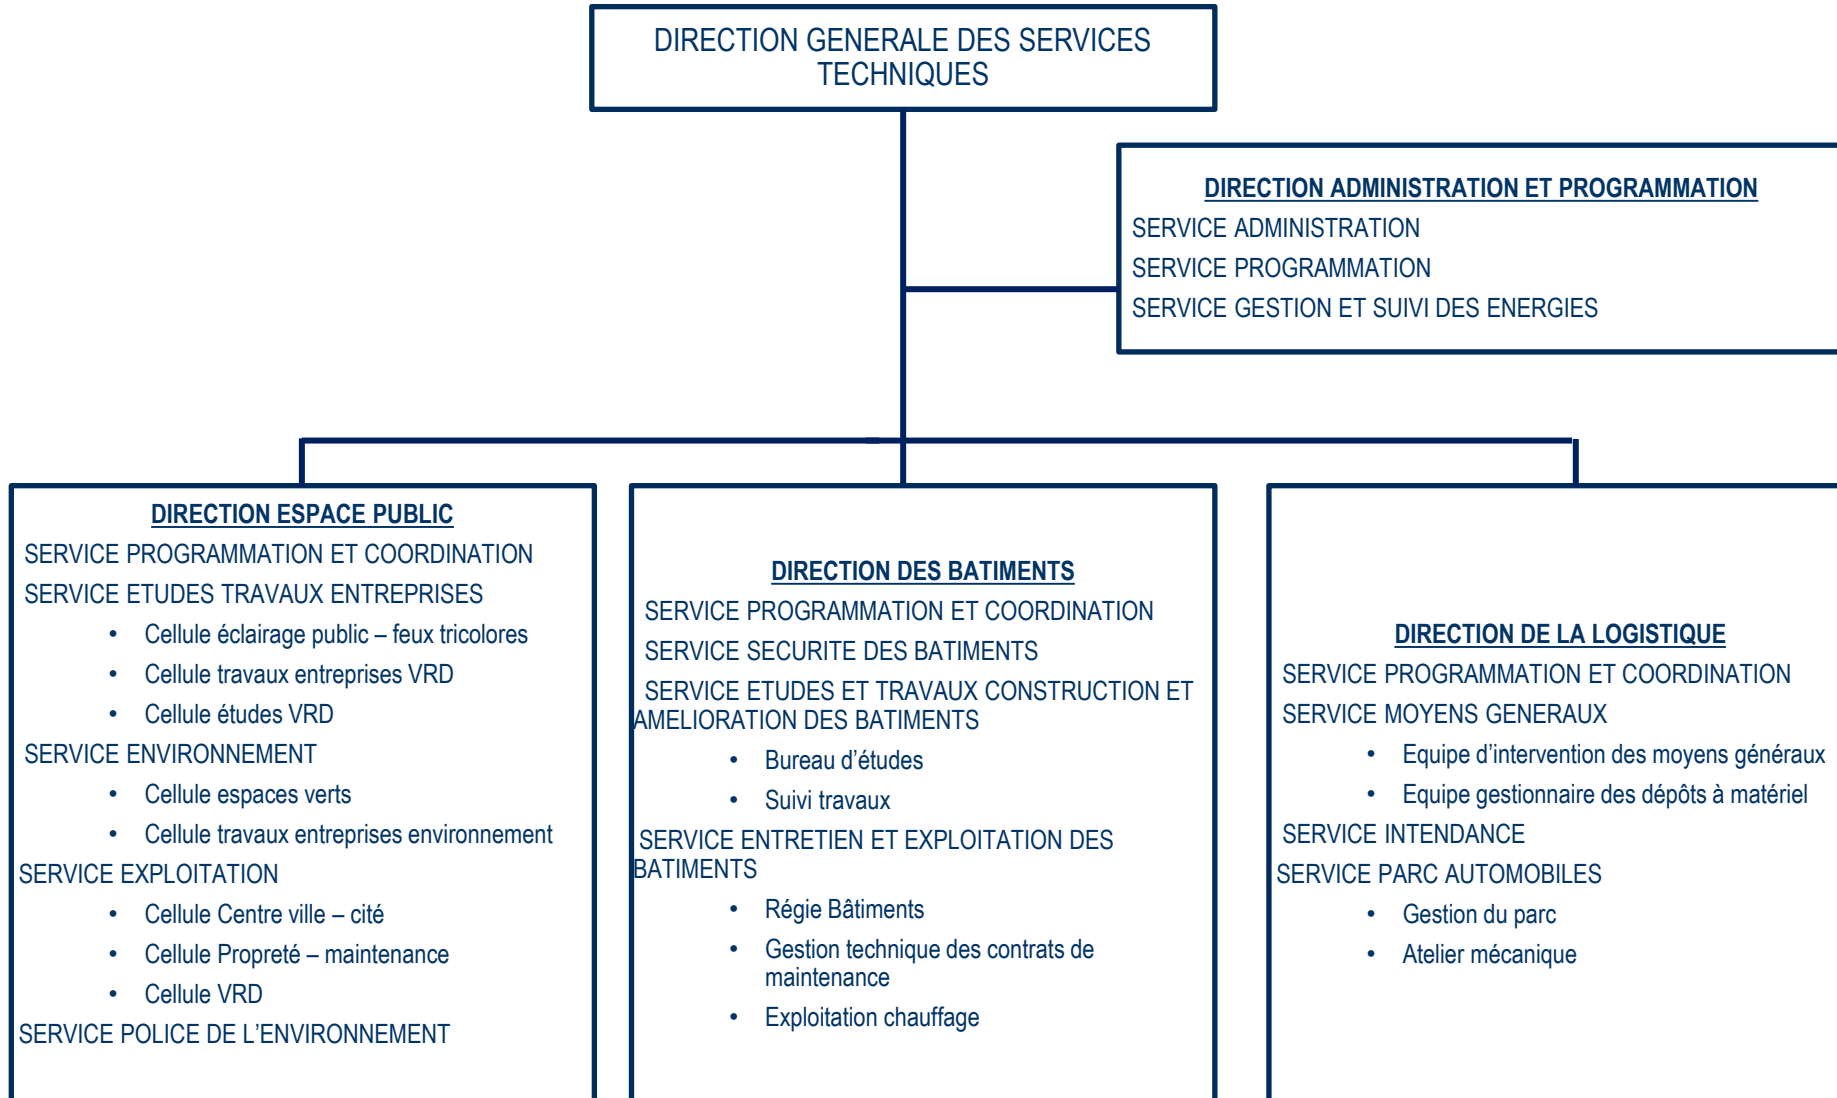 DIRECTION GENERALE DES SERVICES
TECHNIQUES
DIRECTION ADMINISTRATION ET PROGRAMMATION
SERVICE ADMINISTRATION
SERVICE PROGRAMMATION
SERVICE GESTION ET SUIVI DES ENERGIES
DIRECTION ESPACE PUBLIC
SERVICE PROGRAMMATION ET COORDINATION
SERVICE ETUDES TRAVAUX ENTREPRISES
• Cellule éclairage public – feux tricolores
• Cellule travaux entreprises VRD
• Cellule études VRD
SERVICE ENVIRONNEMENT
• Cellule espaces verts
• Cellule travaux entreprises environnement
SERVICE EXPLOITATION
• Cellule Centre ville – cité
• Cellule Propreté – maintenance
• Cellule VRD
SERVICE POLICE DE L’ENVIRONNEMENT
DIRECTION DES BATIMENTS
SERVICE PROGRAMMATION ET COORDINATION
SERVICE SECURITE DES BATIMENTS
SERVICE ETUDES ET TRAVAUX CONSTRUCTION ET
AMELIORATION DES BATIMENTS
• Bureau d’études
• Suivi travaux
SERVICE ENTRETIEN ET EXPLOITATION DES
BATIMENTS
• Régie Bâtiments
• Gestion technique des contrats de
maintenance
• Exploitation chauffage
DIRECTION DE LA LOGISTIQUE
SERVICE PROGRAMMATION ET COORDINATION
SERVICE MOYENS GENERAUX
• Equipe d’intervention des moyens généraux
• Equipe gestionnaire des dépôts à matériel
SERVICE INTENDANCE
SERVICE PARC AUTOMOBILES
• Gestion du parc
• Atelier mécanique